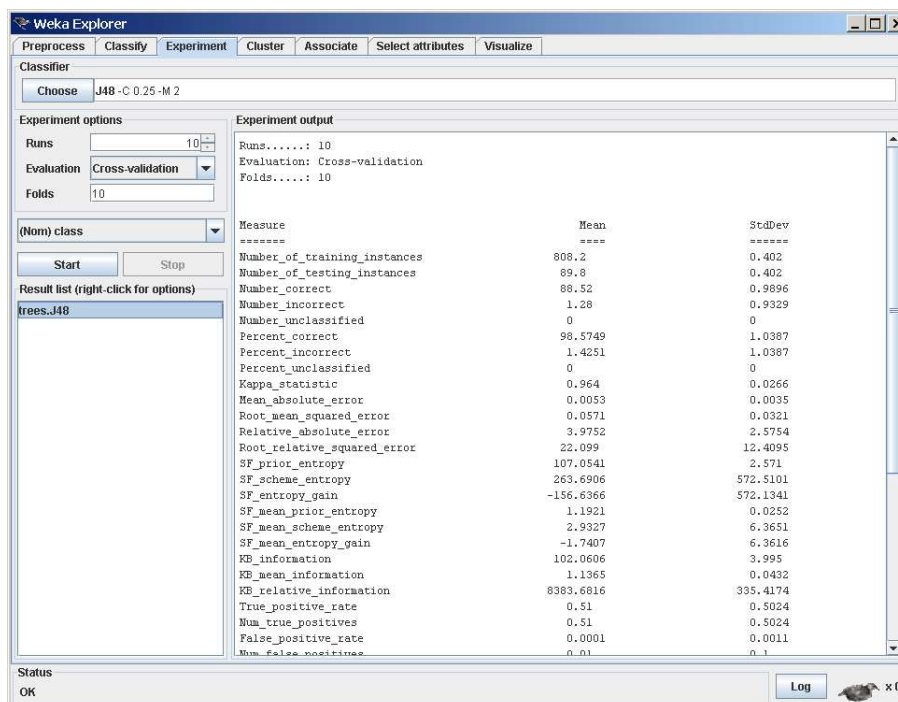 Weka Explorer
Preprocess Classify Experiment Cluster Associate Select attributes Visualize
Classifier
Choose J48 -C 0.25 -M 2
Experiment options
Runs 10
Evaluation Cross-validation
Folds 10
(Nom) class
Start Stop
Result list (right-click for options)
trees.J48
Experiment output
Runs......: 10
Evaluation: Cross-validation
Folds.....: 10
Measure Mean StdDev
======= ==== ======
Number_of_training_instances 808.2 0.402
Number_of_testing_instances 89.8 0.402
Number_correct 88.52 0.9896
Number_incorrect 1.28 0.9329
Number_unclassified 0 0
Percent_correct 98.5749 1.0387
Percent_incorrect 1.4251 1.0387
Percent_unclassified 0 0
Kappa_statistic 0.964 0.0266
Mean_absolute_error 0.0053 0.0035
Root_mean_squared_error 0.0571 0.0321
Relative_absolute_error 3.9752 2.5754
Root_relative_squared_error 22.099 12.4095
SF_prior_entropy 107.0541 2.571
SF_scheme_entropy 263.6906 572.5101
SF_entropy_gain -156.6366 572.1341
SF_mean_prior_entropy 1.1921 0.0252
SF_mean_scheme_entropy 2.9327 6.3651
SF_mean_entropy_gain -1.7407 6.3616
KB_information 102.0606 3.995
KB_mean_information 1.1365 0.0432
KB_relative_information 8383.6816 335.4174
True_positive_rate 0.51 0.5024
Num_true_positives 0.51 0.5024
False_positive_rate 0.0001 0.0011
Num_false_positives 0.01 0.1
Status
OK
Log
x 0